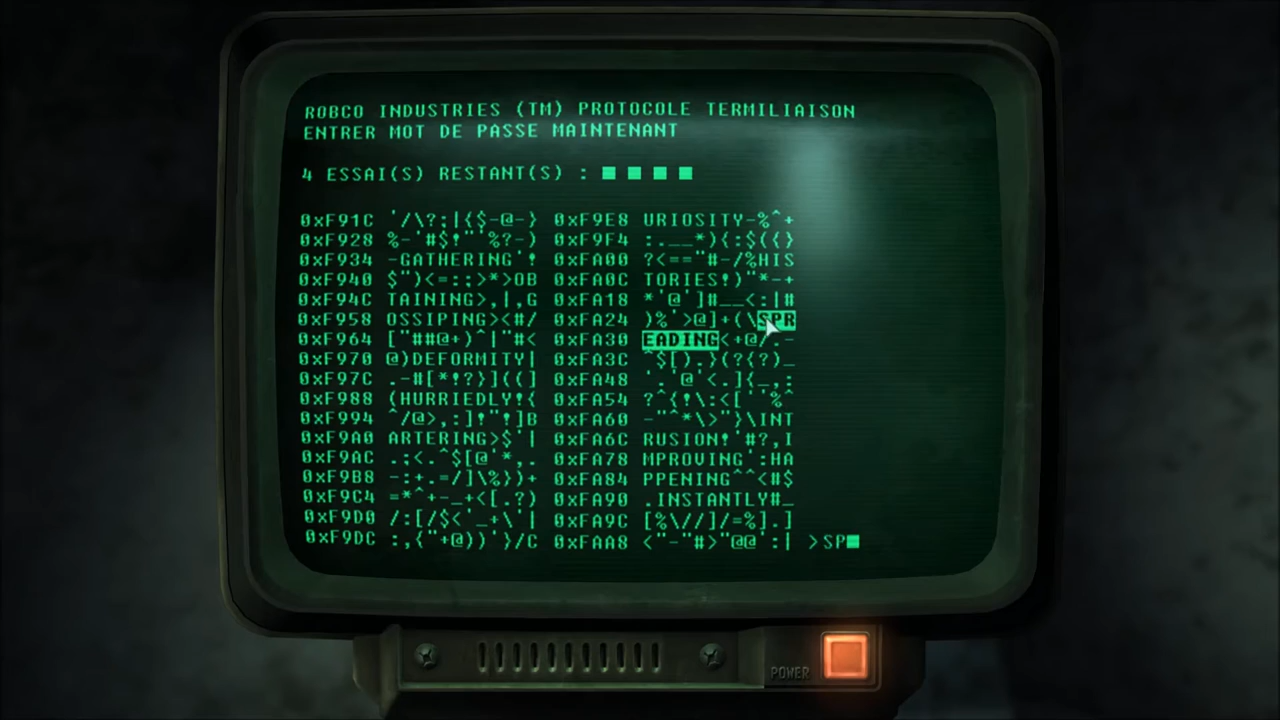 ROBCO INDUSTRIES (TM) PROTOCOLE TERMILIAISON
ENTRER MOT DE PASSE MAINTENANT
4 ESSAI(S) RESTANT(S) : ■ ■ ■ ■
0xF91C '/\?;|{$-@-} 0xF9E8 URIOSITY-%^+
0xF928 %-'#$!"'%?-) 0xF9F4 :.__*){:$({}
0xF934 -GATHERING'! 0xFA00 ?<=="#-/%HIS
0xF940 $")<=:;>*>OB 0xFA0C TORIES!)"*-+
0xF94C TAINING>,|,G 0xFA18 *'@']#__<:|#
0xF958 OSSIPING><#/ 0xFA24 )%'>@]+(\SPR
0xF964 ["##@+)^|"#< 0xFA30 EADING<+@/.-
0xF970 @)DEFORMITY| 0xFA3C ^$[).}(?{?)_
0xF97C .-#[*!?}]((] 0xFA48 '.'@'<.]{_,:
0xF988 (HURRIEDLY!{ 0xFA54 ?^{!\:<[''%^
0xF994 ^/@>,:]!"!]B 0xFA60 -"^*\>"}\INT
0xF9A0 ARTERING>$'| 0xFA6C RUSION!'#?,I
0xF9AC .:<.^$[@'*,. 0xFA78 MPROVING':HA
0xF9B8 -:+.=/]\%})+ 0xFA84 PPENING^^<#$
0xF9C4 =*^+-_+<[.?) 0xFA90 .INSTANTLY#_
0xF9D0 /:[/$<'_+\'| 0xFA9C [%\//]/=%].]
0xF9DC :,{"+@))'}/C 0xFAA8 <"-"#>"@@':| >SP■
POWER